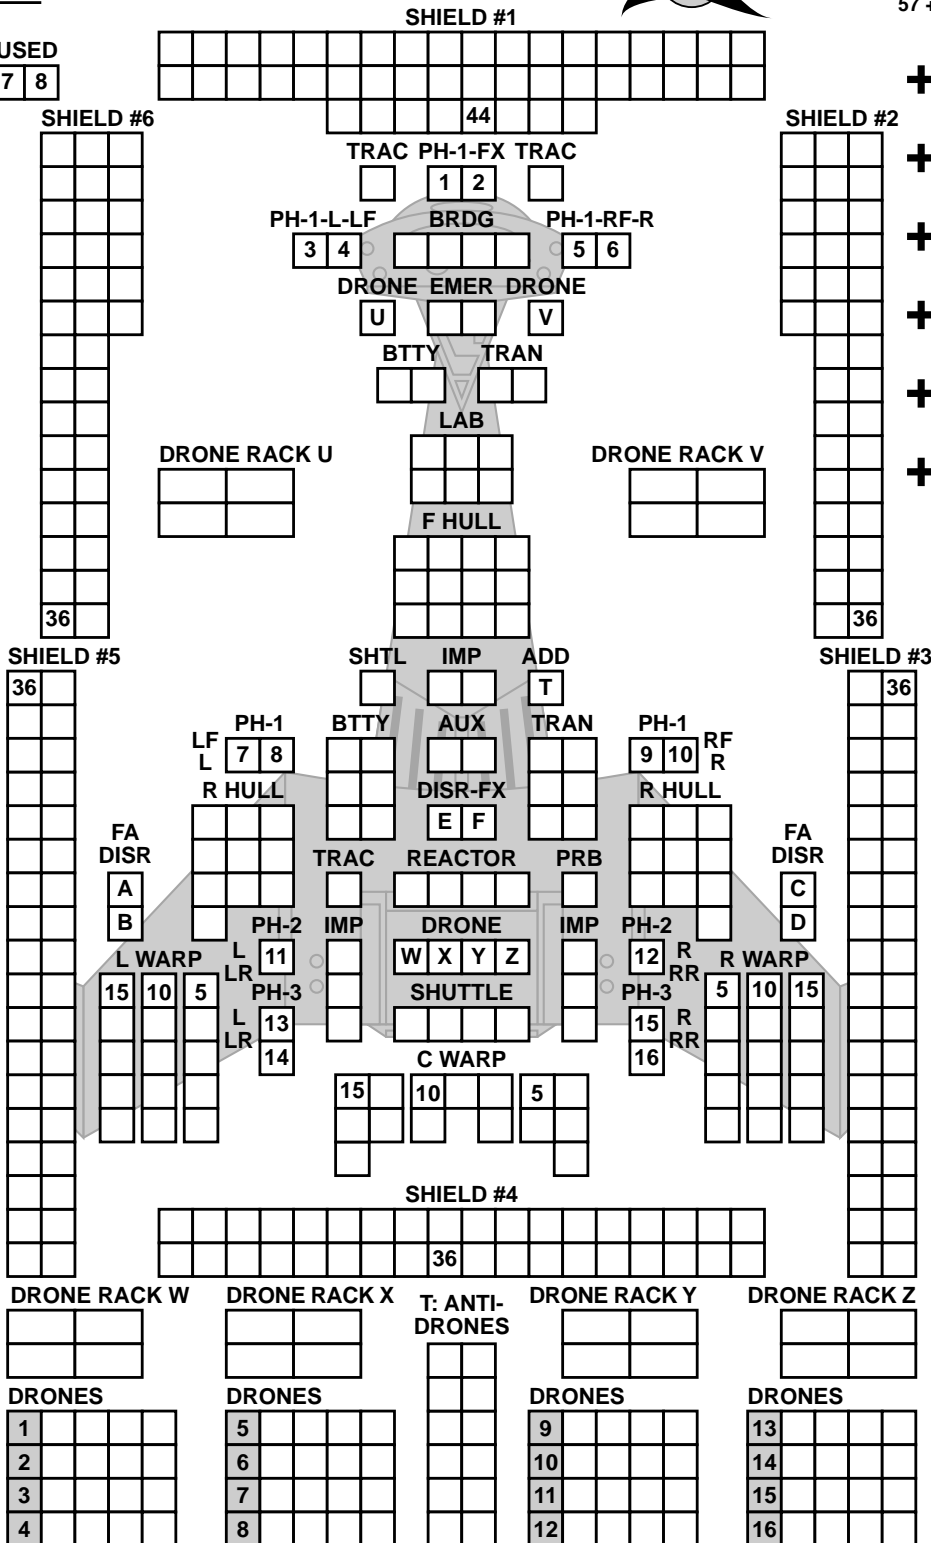 57 +
SHIELD #1
USED
7 8
SHIELD #6
44
SHIELD #2
TRAC PH-1-FX TRAC
1 2
PH-1-L-LF BRDG PH-1-RF-R
3 4 5 6
DRONE EMER DRONE
U V
BTTY TRAN
LAB
DRONE RACK U DRONE RACK V
F HULL
36 36
SHIELD #5 SHTL IMP ADD SHIELD #3
36 T 36
PH-1 BTTY AUX TRAN PH-1
LF L 7 8 9 10 RF R
R HULL DISR-FX R HULL
E F
FA DISR FA DISR
TRAC REACTOR PRB
A C
B D
PH-2 IMP DRONE IMP PH-2
L LR 11 W X Y Z 12 R RR
L WARP R WARP
15 10 5 PH-3 SHUTTLE PH-3 5 10 15
L LR 13 15 R RR
14 16
C WARP
15 10 5
SHIELD #4
36
DRONE RACK W DRONE RACK X T: ANTI-DRONES DRONE RACK Y DRONE RACK Z
DRONES DRONES DRONES DRONES
1 5 9 13
2 6 10 14
3 7 11 15
4 8 12 16